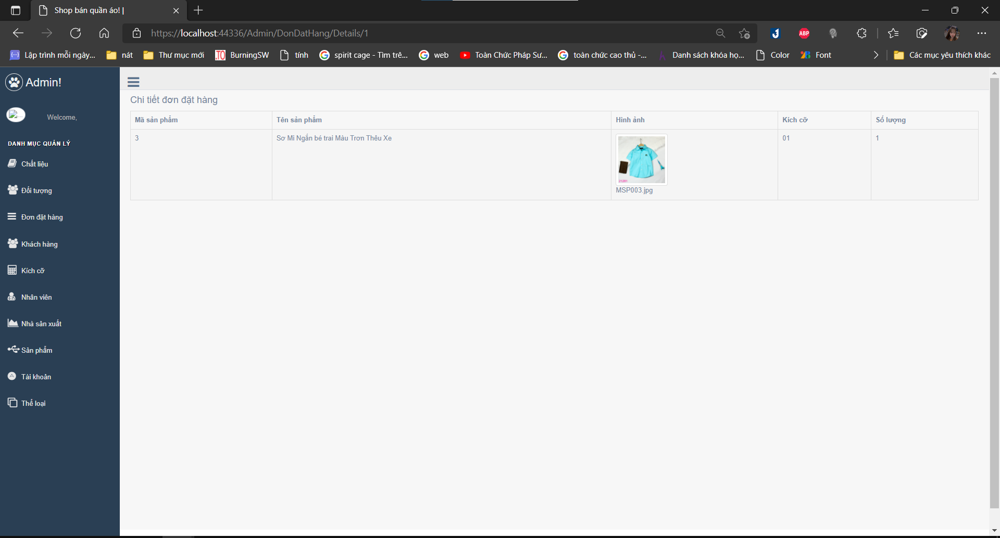 Shop bán quần áo! |
https://localhost:44336/Admin/DonDatHang/Details/1
ABP
Lập trình mỗi ngày...
nát
Thư mục mới
.TO
BurningSW
tính
spirit cage - Tìm trê...
web
Toàn Chức Pháp Sư...
toàn chức cao thủ -...
Danh sách khóa họ...
Color
Font
Các mục yêu thích khác
Admin!
Welcome,
DANH MỤC QUẢN LÝ
Chất liệu
Đối tượng
Đơn đặt hàng
Khách hàng
Kích cỡ
Nhân viên
Nhà sản xuất
Sản phẩm
Tài khoản
Thể loại
Chi tiết đơn đặt hàng
Mã sản phẩm Tên sản phẩm Hình ảnh Kích cỡ Số lượng
3 Sơ Mi Ngắn bé trai Màu Trơn Thêu Xe 01 1
21281
MSP003.jpg